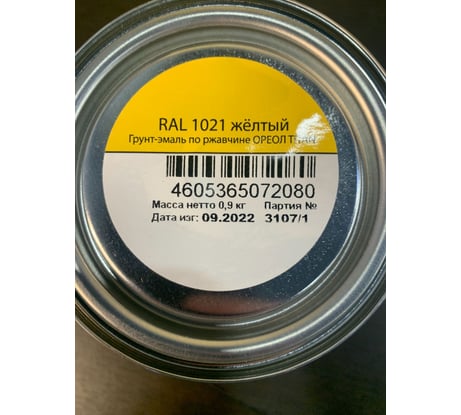 RAL 1021 жёлтый
Грунт-эмаль по ржавчине ОРЕОЛ TITAN
4605365072080
Масса нетто 0,9 кг Партия №
Дата изг: 09.2022 3107/1